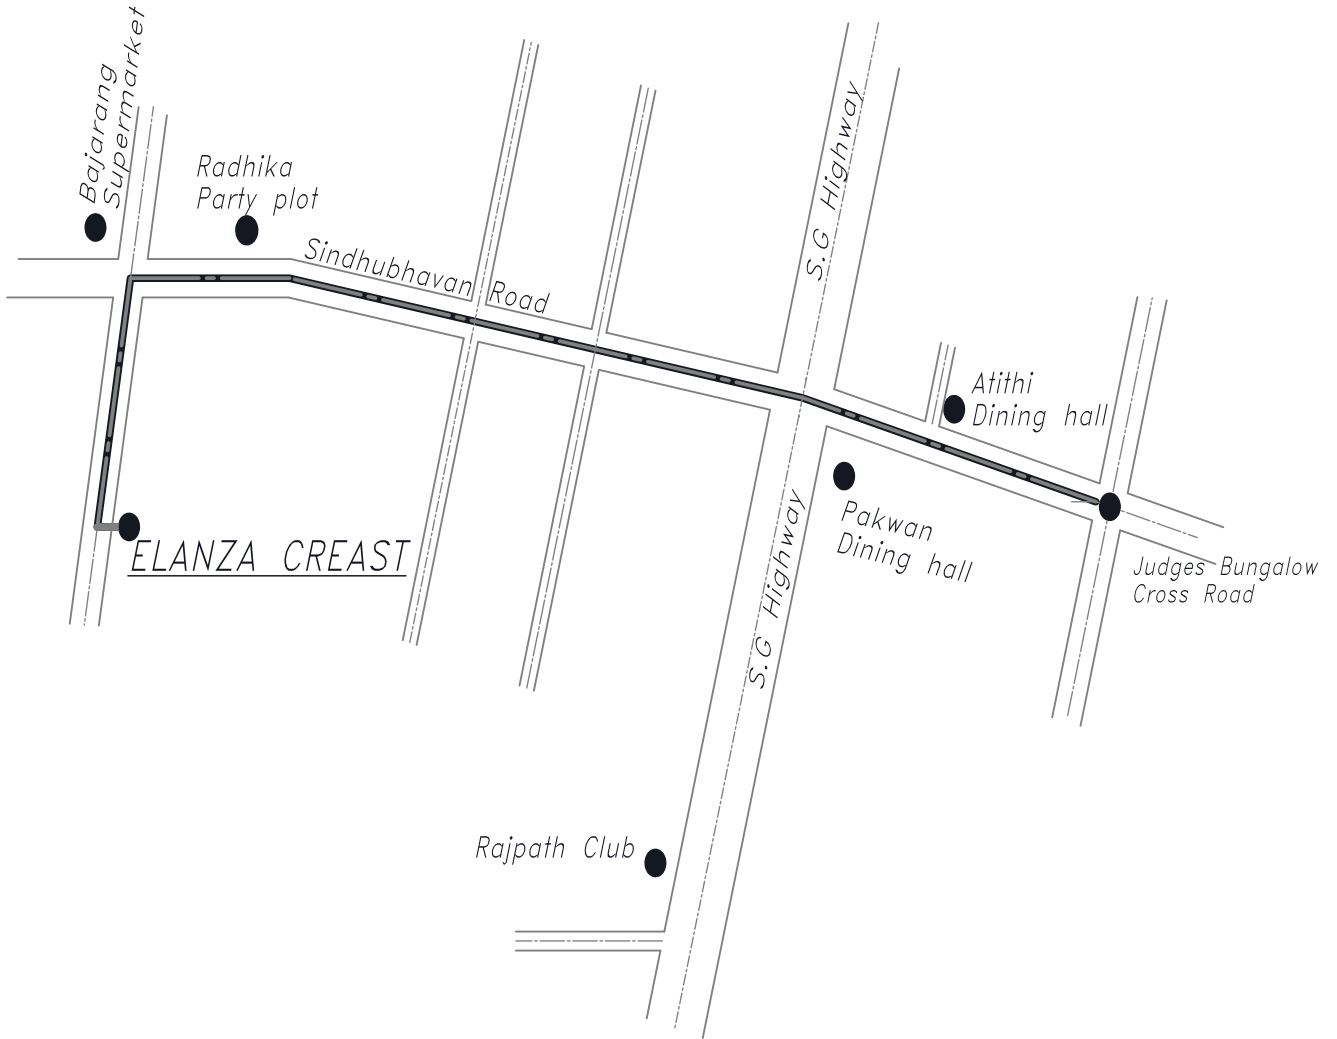 Bajarang
Supermarket
Radhika
Party plot
Sindhubhavan Road
S.G Highway
Atithi
Dining hall
Pakwan
Dining hall
ELANZA CREAST
Judges Bungalow
Cross Road
S.G Highway
Rajpath Club